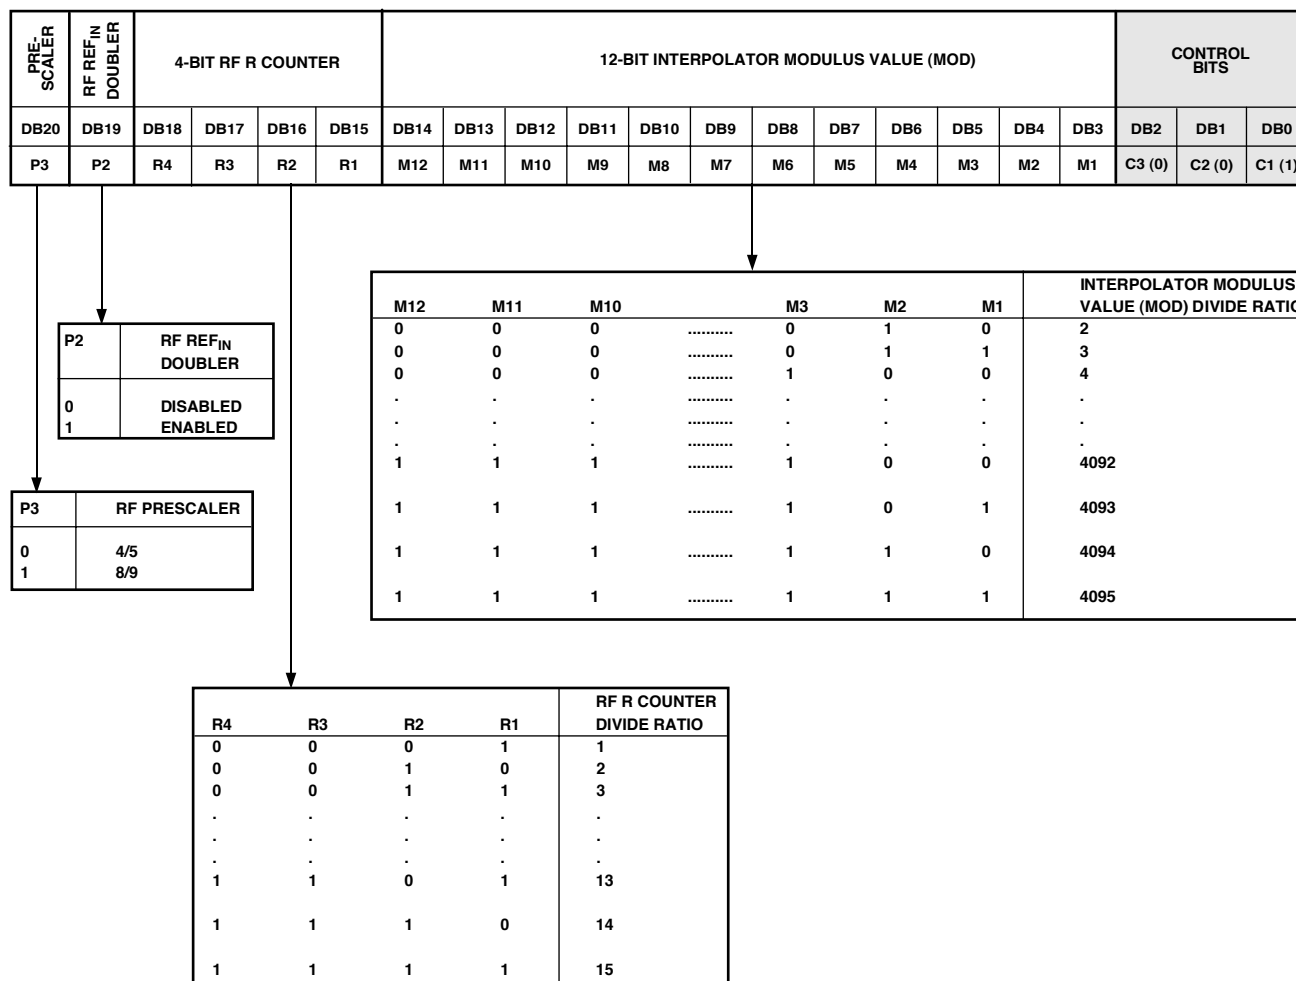 PRE-
SCALER
RF REFIN
DOUBLER
4-BIT RF R COUNTER
12-BIT INTERPOLATOR MODULUS VALUE (MOD)
CONTROL
BITS
DB20 DB19 DB18 DB17 DB16 DB15 DB14 DB13 DB12 DB11 DB10 DB9 DB8 DB7 DB6 DB5 DB4 DB3 DB2 DB1 DB0
P3 P2 R4 R3 R2 R1 M12 M11 M10 M9 M8 M7 M6 M5 M4 M3 M2 M1 C3 (0) C2 (0) C1 (1)
P2 RF REFIN
DOUBLER
0 DISABLED
1 ENABLED
P3 RF PRESCALER
0 4/5
1 8/9
INTERPOLATOR MODULUS
M12 M11 M10 M3 M2 M1 VALUE (MOD) DIVIDE RATIO
0 0 0 .......... 0 1 0 2
0 0 0 .......... 0 1 1 3
0 0 0 .......... 1 0 0 4
. . . .......... . . . .
. . . .......... . . . .
. . . .......... . . . .
1 1 1 .......... 1 0 0 4092
1 1 1 .......... 1 0 1 4093
1 1 1 .......... 1 1 0 4094
1 1 1 .......... 1 1 1 4095
RF R COUNTER
R4 R3 R2 R1 DIVIDE RATIO
0 0 0 1 1
0 0 1 0 2
0 0 1 1 3
. . . . .
. . . . .
. . . . .
1 1 0 1 13
1 1 1 0 14
1 1 1 1 15